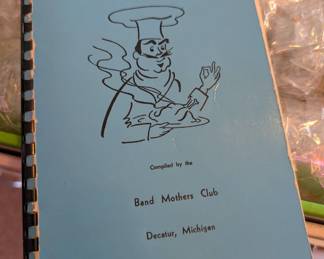 Compiled by the
Band Mothers Club
Decatur, Michigan